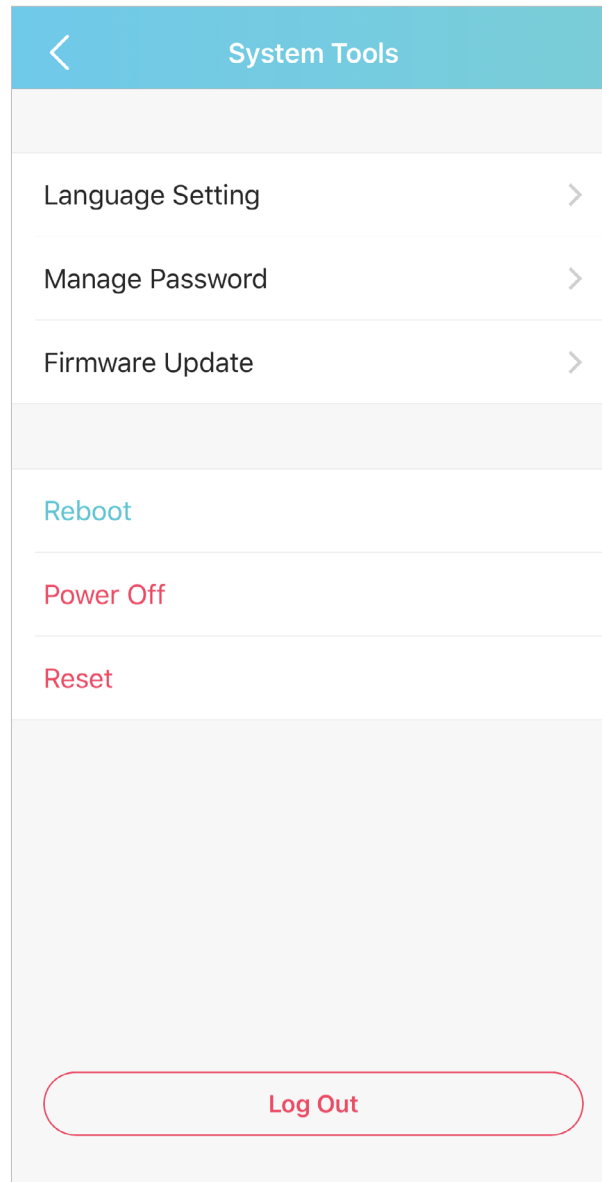 System Tools
Language Setting
Manage Password
Firmware Update
Reboot
Power Off
Reset
Log Out